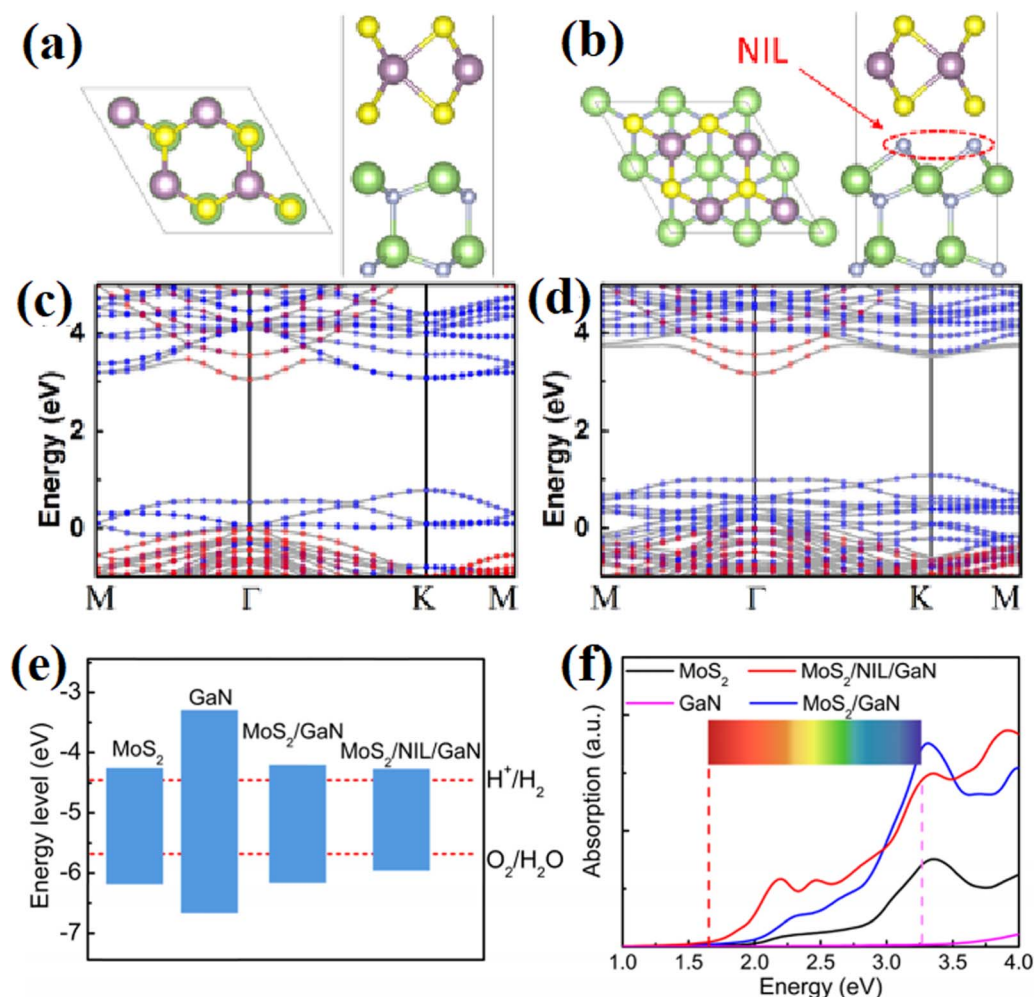 (a)
(b)
NIL
(c)
Energy (eV)
4
2
0
M Γ K M
(d)
Energy (eV)
4
2
0
M Γ K M
(e)
Energy level (eV)
-3
-4
-5
-6
-7
MoS₂
GaN
MoS₂/GaN
MoS₂/NIL/GaN
H⁺/H₂
O₂/H₂O
(f)
MoS₂ MoS₂/NIL/GaN
GaN MoS₂/GaN
Absorption (a.u.)
1.0 1.5 2.0 2.5 3.0 3.5 4.0
Energy (eV)